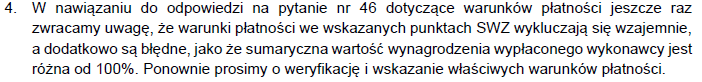 4. W nawiązaniu do odpowiedzi na pytanie nr 46 dotyczące warunków płatności jeszcze raz
zwracamy uwagę, że warunki płatności we wskazanych punktach SWZ wykluczają się wzajemnie,
a dodatkowo są błędne, jako że sumaryczna wartość wynagrodzenia wypłaconego wykonawcy jest
różna od 100%. Ponownie prosimy o weryfikację i wskazanie właściwych warunków płatności.